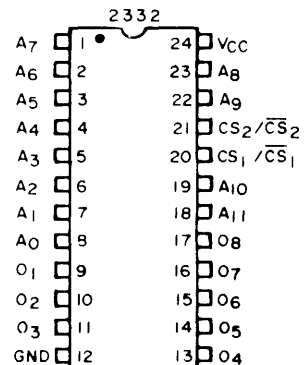 2332
A7 1 24 VCC
A6 2 23 A8
A5 3 22 A9
A4 4 21 CS2/C̅S̅2
A3 5 20 CS1/C̅S̅1
A2 6 19 A10
A1 7 18 A11
A0 8 17 O8
O1 9 16 O7
O2 10 15 O6
O3 11 14 O5
GND 12 13 O4